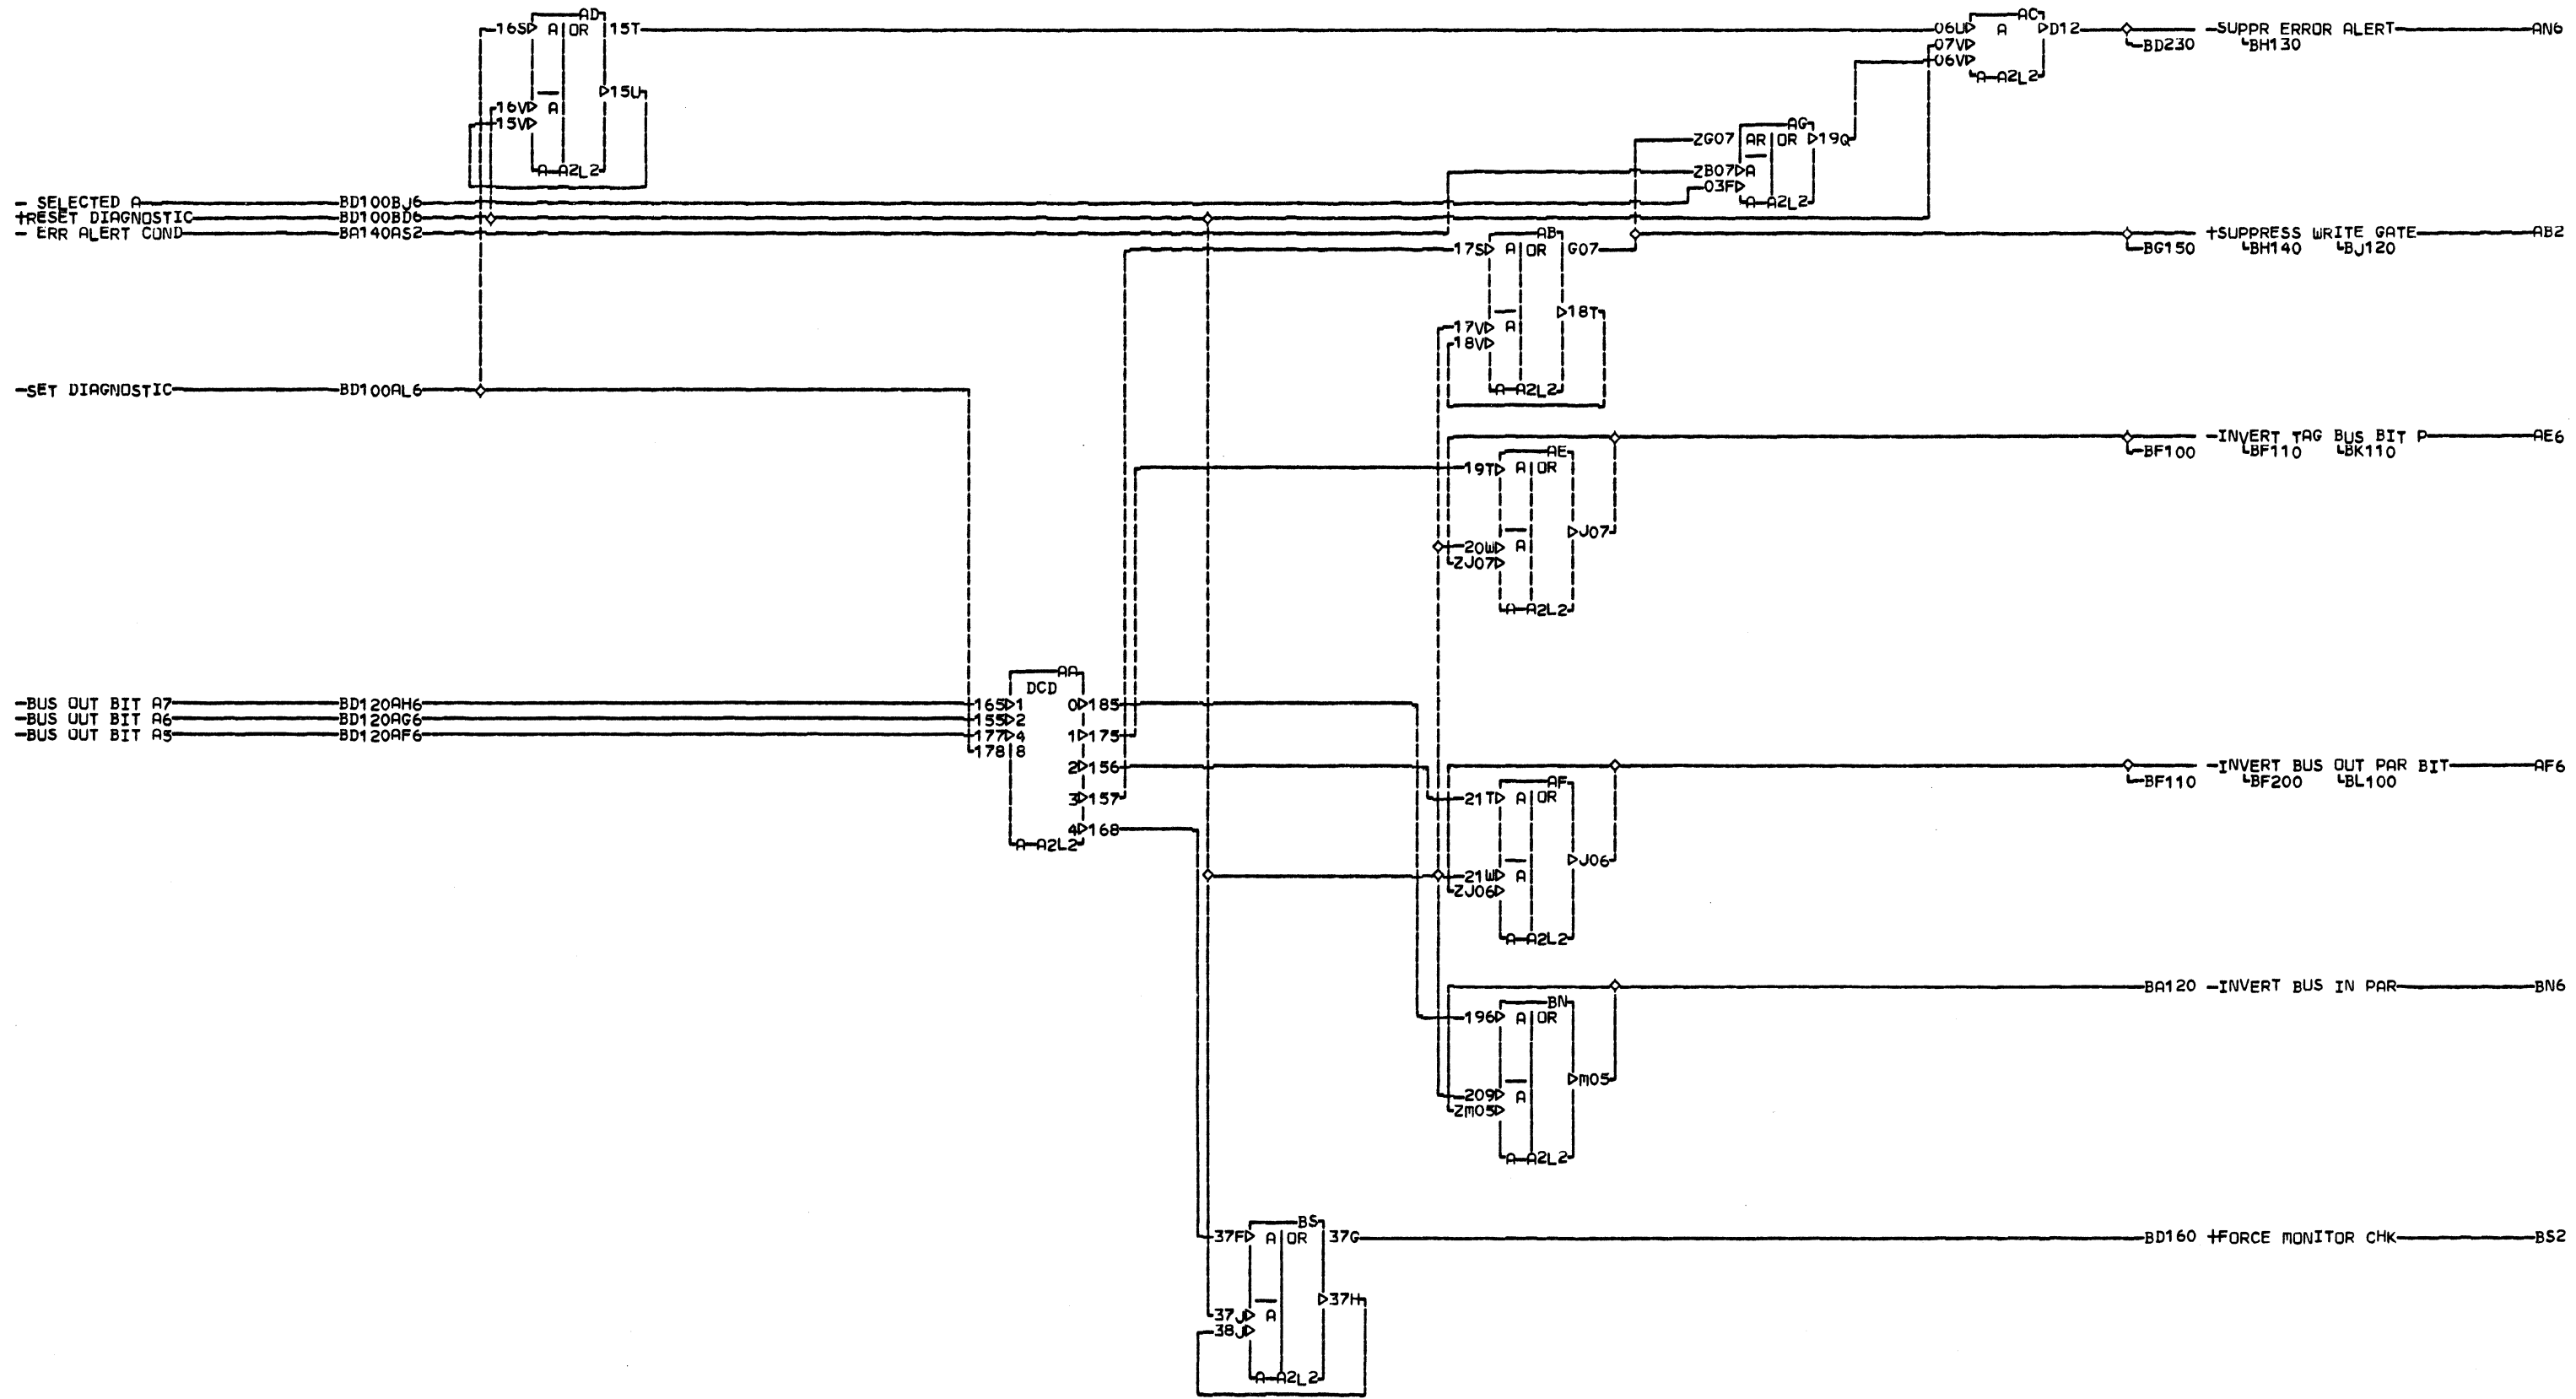 AD
16S A OR 15T
16V A 15U
15V
A-A2L2
AC
06U A D12
07V
06V
A-A2L2
BD230 -SUPPR ERROR ALERT AN6
BH130
AG
ZG07 AR OR 19Q
ZB07 A
03F
A-A2L2
- SELECTED A BD100BJ6
+RESET DIAGNOSTIC BD100BD6
- ERR ALERT COND BA140AS2
AB
17S A OR G07
17V A 18T
18V
A-A2L2
+SUPPRESS WRITE GATE AB2
BG150 BH140 BJ120
-SET DIAGNOSTIC BD100AL6
-INVERT TAG BUS BIT P AE6
BF100 BF110 BK110
AE
19T A OR
20W A J07
ZJ07
A-A2L2
AA
DCD
-BUS OUT BIT A7 BD120AH6 165 1 0 185
-BUS OUT BIT A6 BD120AG6 155 2
-BUS OUT BIT A5 BD120AF6 177 4 1 175
178 8
2 156
3 157
4 168
A-A2L2
-INVERT BUS OUT PAR BIT AF6
BF110 BF200 BL100
AF
21T A OR
21W A J06
ZJ06
A-A2L2
BA120 -INVERT BUS IN PAR BN6
BN
196 A OR
209 A M05
ZM05
A-A2L2
BS
37F A OR 37G BD160 +FORCE MONITOR CHK BS2
37J A 37H
38J
A-A2L2